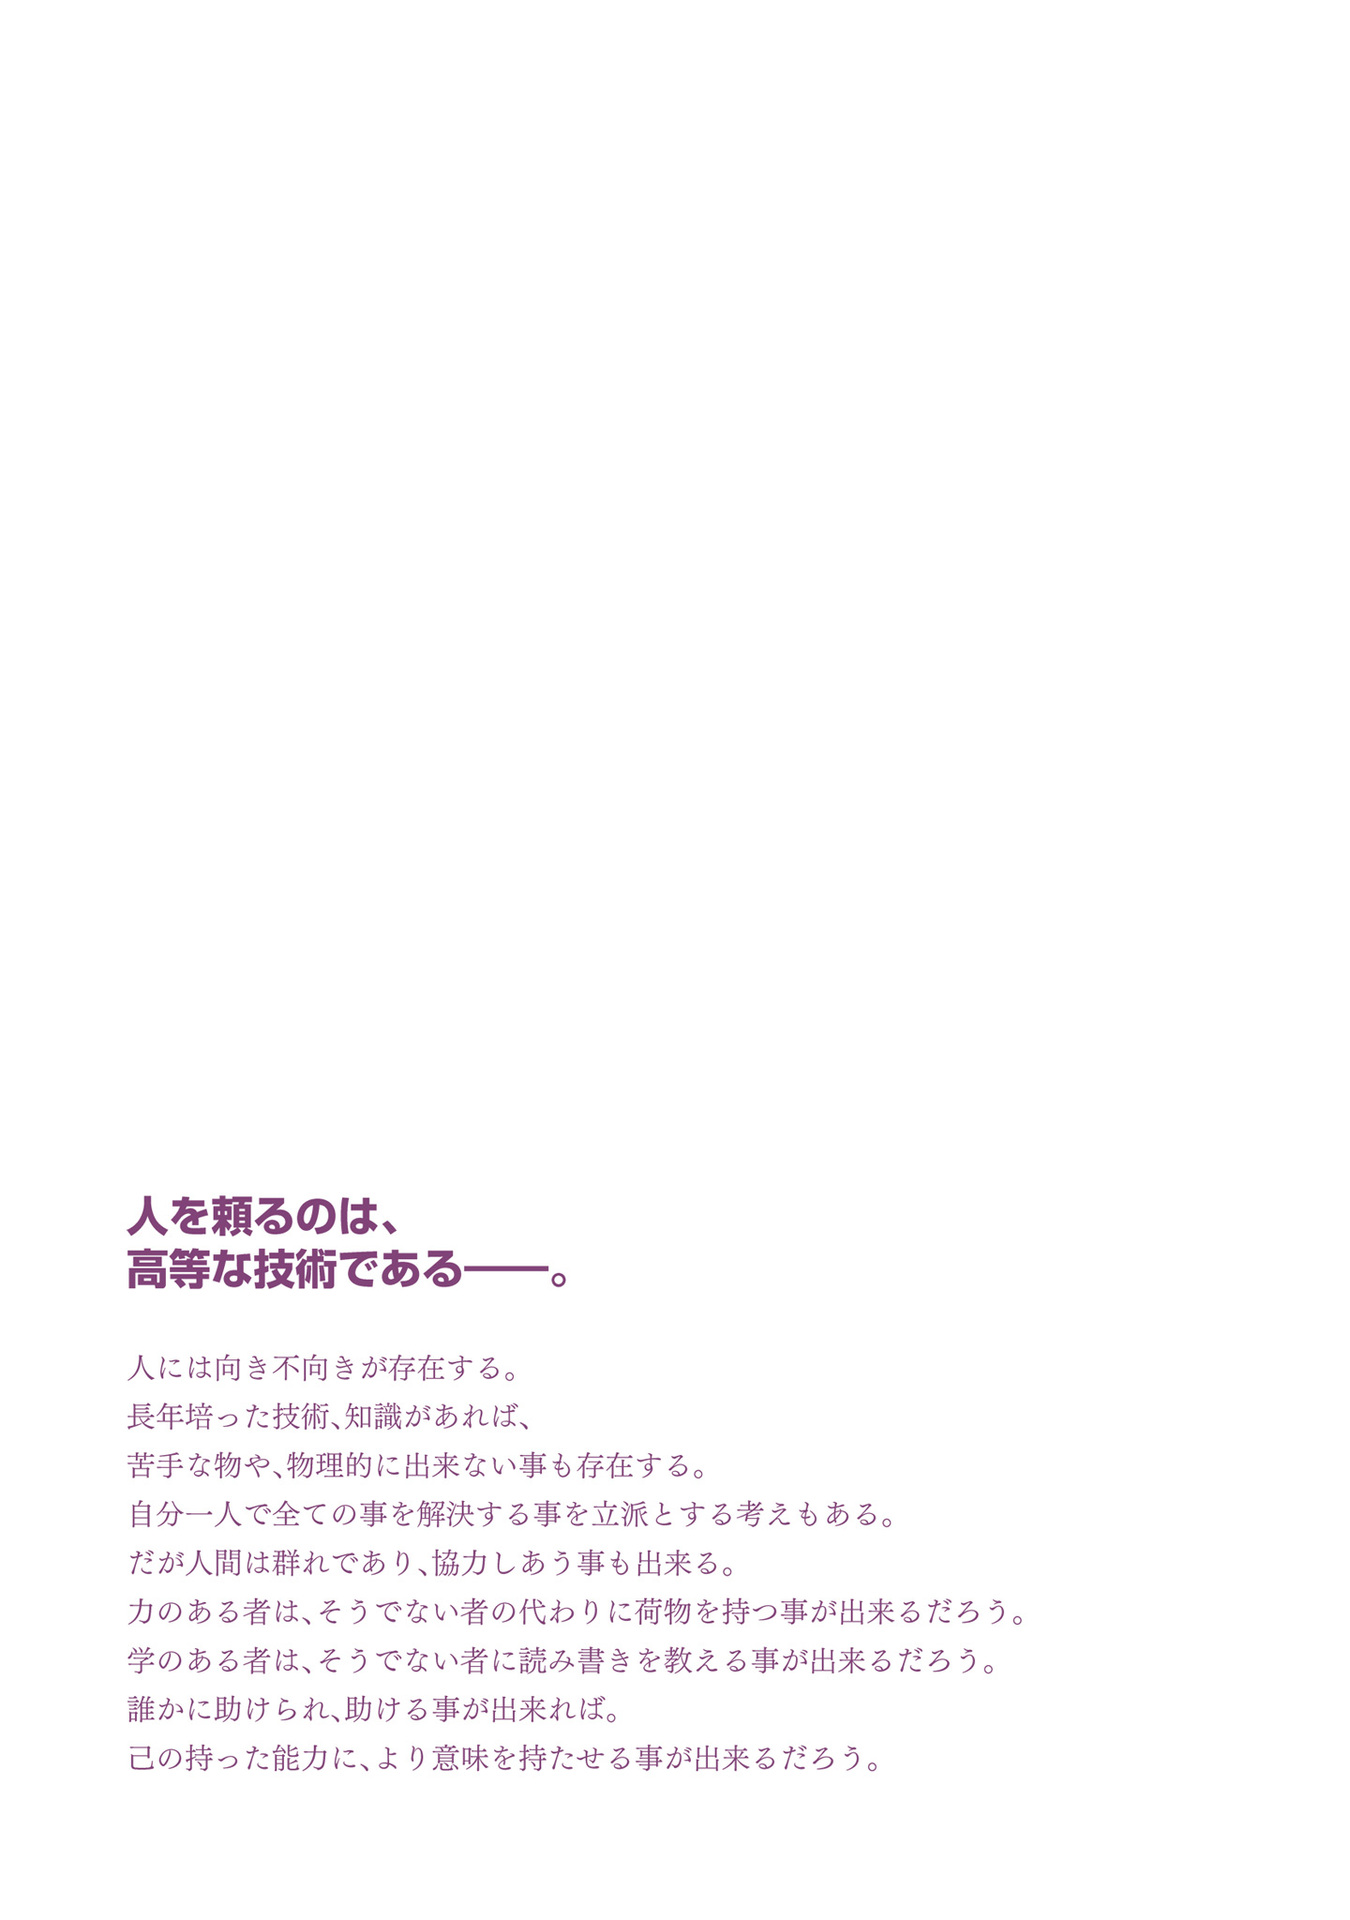 人を頼るのは、
高等な技術である――。
人には向き不向きが存在する。
長年培った技術、知識があれば、
苦手な物や、物理的に出来ない事も存在する。
自分一人で全ての事を解決する事を立派とする考えもある。
だが人間は群れであり、協力しあう事も出来る。
力のある者は、そうでない者の代わりに荷物を持つ事が出来るだろう。
学のある者は、そうでない者に読み書きを教える事が出来るだろう。
誰かに助けられ、助ける事が出来れば。
己の持った能力に、より意味を持たせる事が出来るだろう。